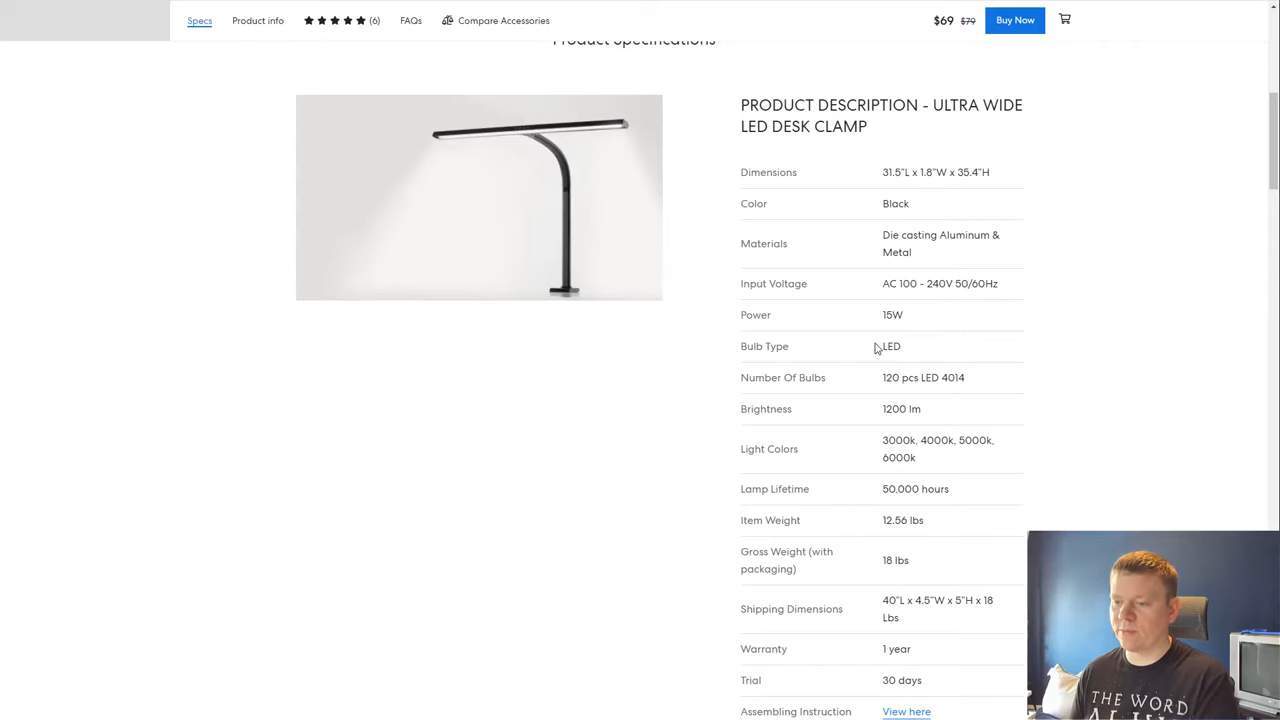 Specs Product info (6) FAQs Compare Accessories $69 $79 Buy Now
Product Specifications
PRODUCT DESCRIPTION - ULTRA WIDE
LED DESK CLAMP
Dimensions 31.5"L x 1.8"W x 35.4"H
Color Black
Materials Die casting Aluminum &
Metal
Input Voltage AC 100 - 240V 50/60Hz
Power 15W
Bulb Type LED
Number Of Bulbs 120 pcs LED 4014
Brightness 1200 lm
Light Colors 3000k, 4000k, 5000k,
6000k
Lamp Lifetime 50,000 hours
Item Weight 12.56 lbs
Gross Weight (with
packaging) 18 lbs
Shipping Dimensions 40"L x 4.5"W x 5"H x 18
Lbs
Warranty 1 year
Trial 30 days
Assembling Instruction View here
THE WORD